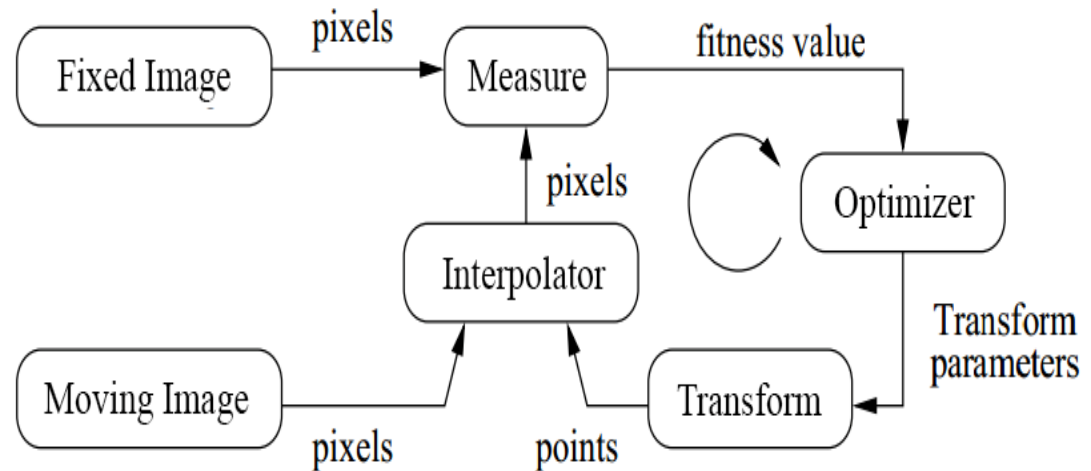 pixels
fitness value
Fixed Image
Measure
pixels
Optimizer
Interpolator
Transform
parameters
Moving Image
Transform
pixels
points